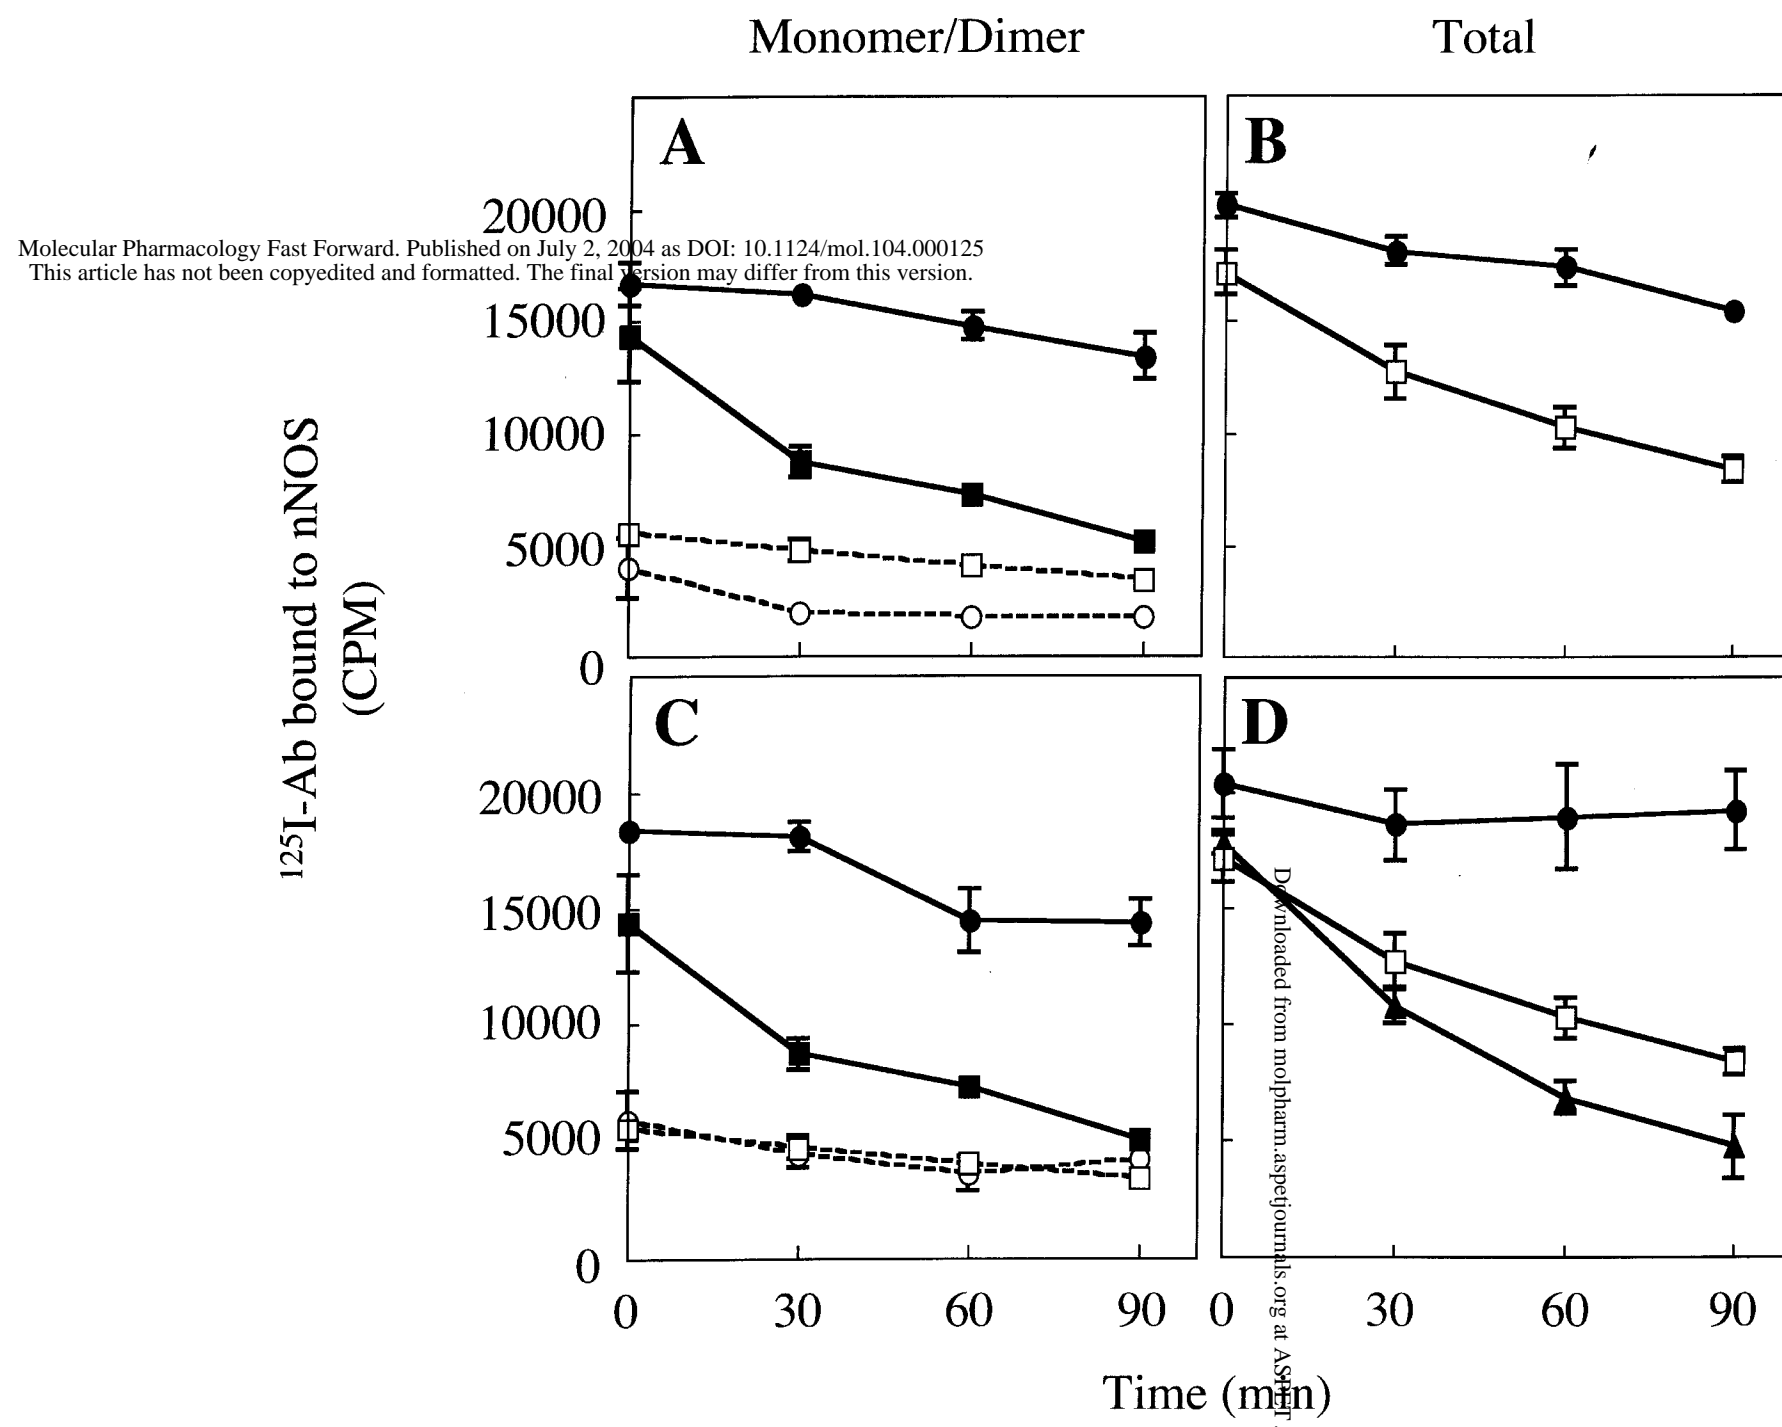 Monomer/Dimer
Total
A
B
20000
Molecular Pharmacology Fast Forward. Published on July 2, 2004 as DOI: 10.1124/mol.104.000125
This article has not been copyedited and formatted. The final version may differ from this version.
15000
10000
5000
0
125I-Ab bound to nNOS
(CPM)
C
D
20000
15000
10000
5000
0
0
30
60
90
0
30
60
90
Time (min)
Downloaded from molpharm.aspetjournals.org at ASPET